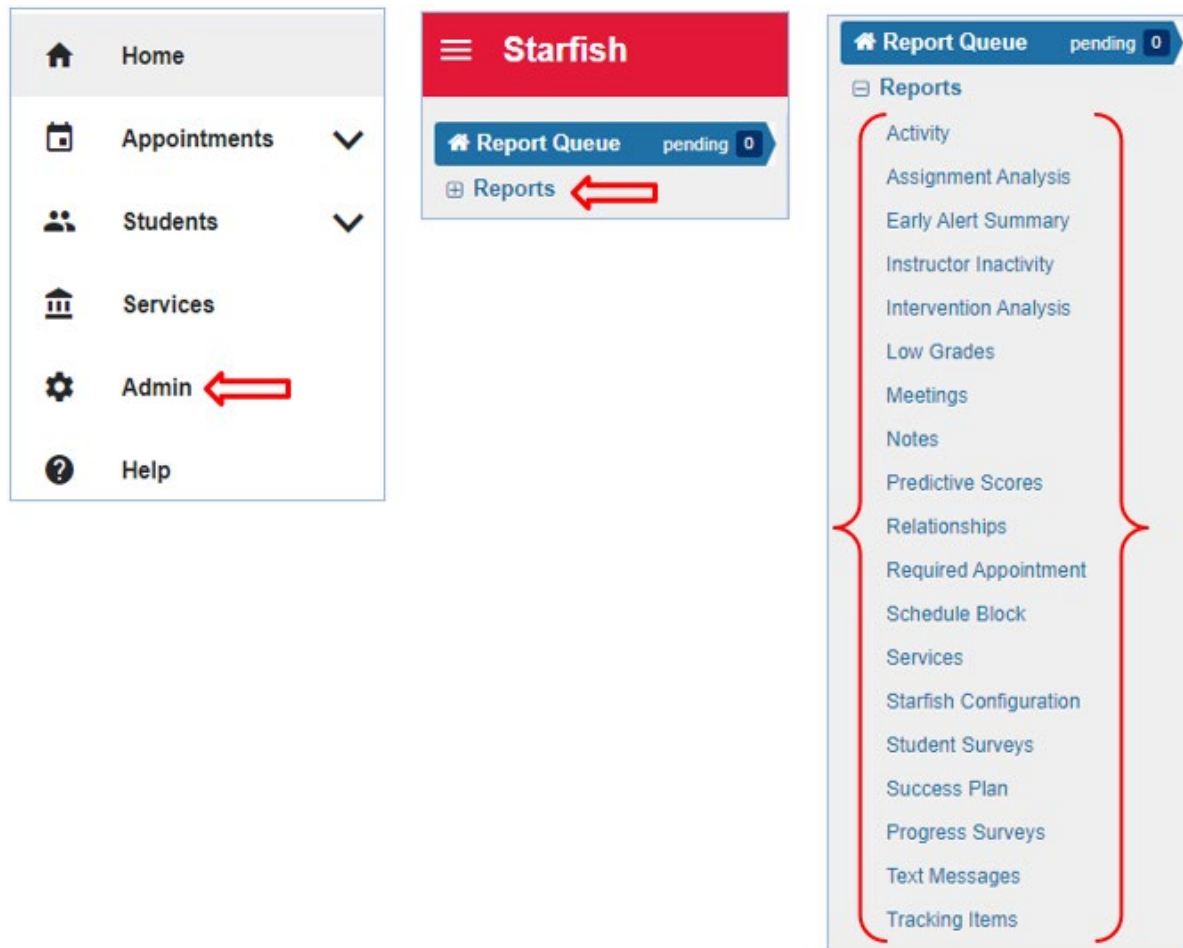 Home
Appointments
Students
Services
Admin
Help
Starfish
Report Queue pending 0
Reports
Report Queue pending 0
Reports
Activity
Assignment Analysis
Early Alert Summary
Instructor Inactivity
Intervention Analysis
Low Grades
Meetings
Notes
Predictive Scores
Relationships
Required Appointment
Schedule Block
Services
Starfish Configuration
Student Surveys
Success Plan
Progress Surveys
Text Messages
Tracking Items